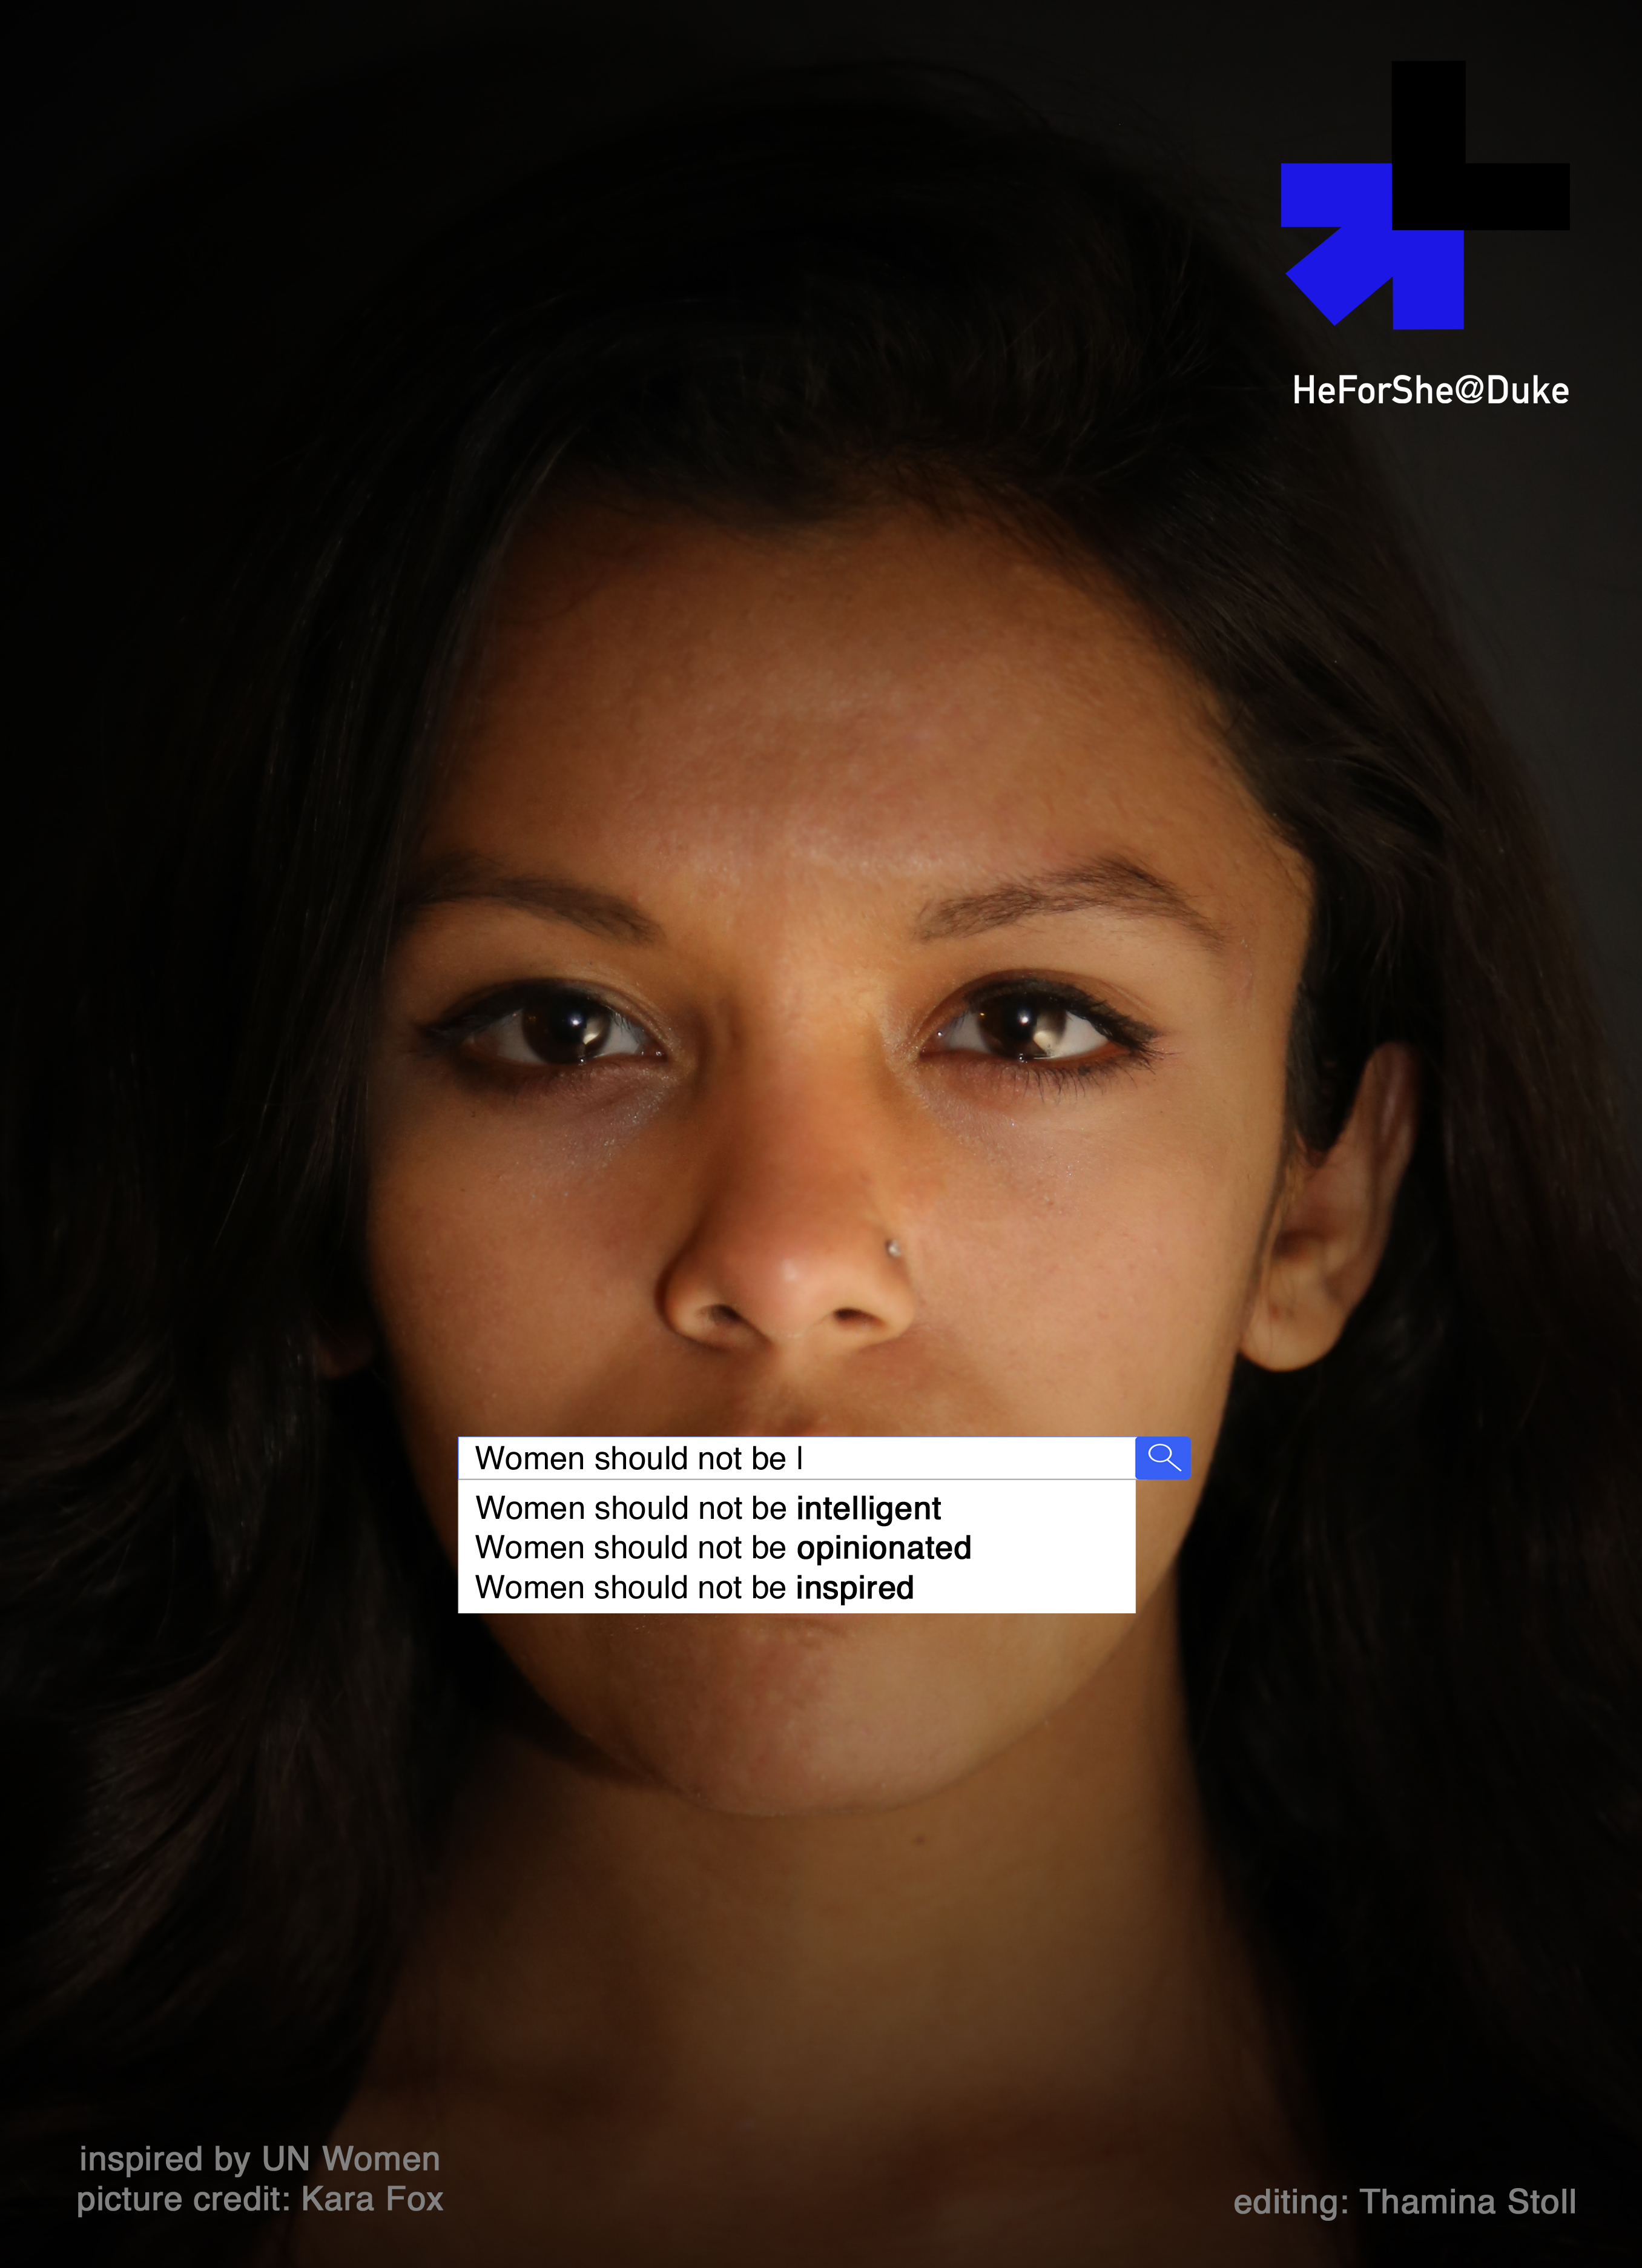 HeForShe@Duke
Women should not be
Women should not be intelligent
Women should not be opinionated
Women should not be inspired
inspired by UN Women
picture credit: Kara Fox
editing: Thamina Stoll